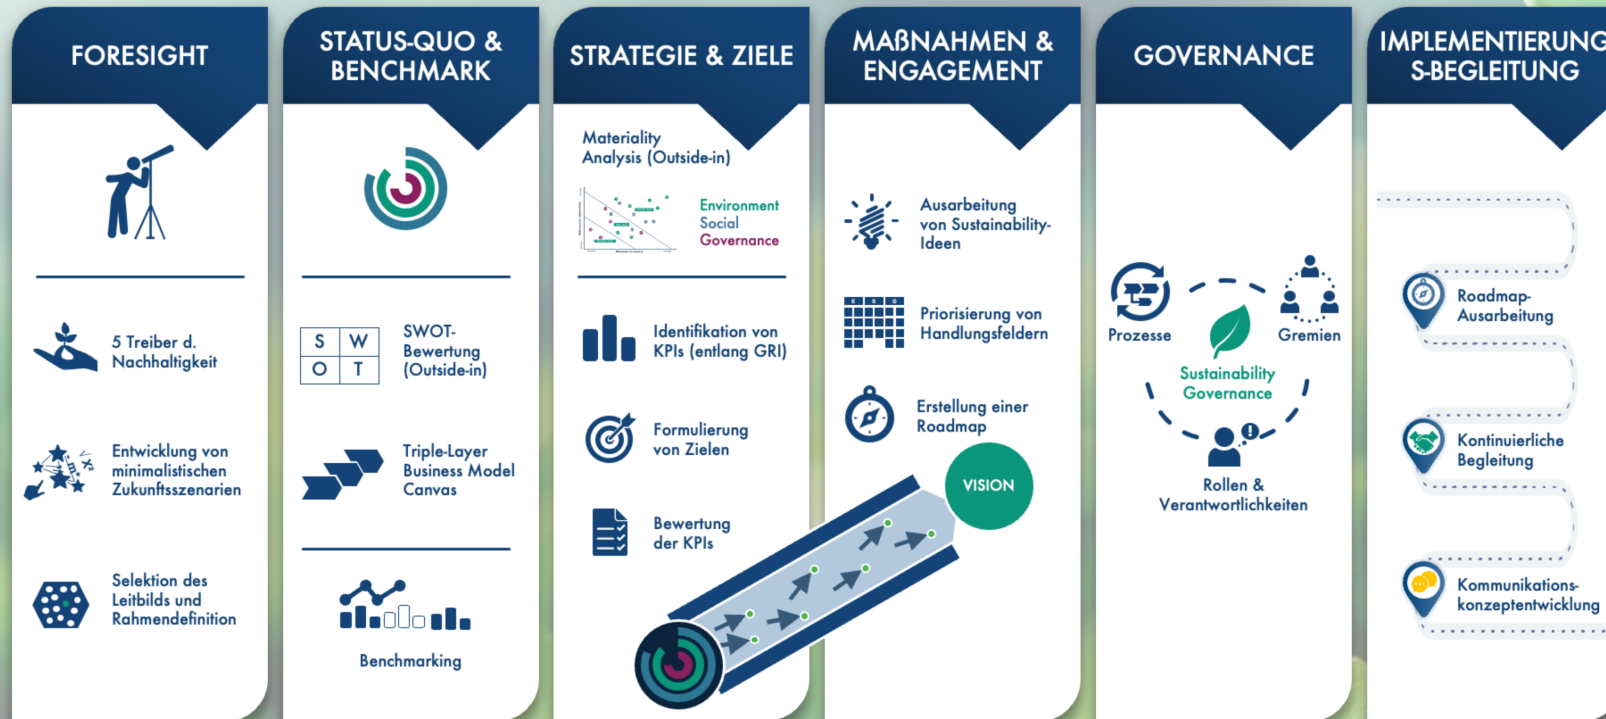 FORESIGHT
5 Treiber d.
Nachhaltigkeit
Entwicklung von
minimalistischen
Zukunftsszenarien
Selektion des
Leitbilds und
Rahmendefinition
STATUS-QUO &
BENCHMARK
S W
O T
SWOT-
Bewertung
(Outside-in)
Triple-Layer
Business Model
Canvas
Benchmarking
STRATEGIE & ZIELE
Materiality
Analysis (Outside-in)
Environment
Social
Governance
Identifikation von
KPIs (entlang GRI)
Formulierung
von Zielen
Bewertung
der KPIs
MAßNAHMEN &
ENGAGEMENT
Ausarbeitung
von Sustainability-
Ideen
E S G
Priorisierung von
Handlungsfeldern
Erstellung einer
Roadmap
VISION
GOVERNANCE
Prozesse
Gremien
Sustainability
Governance
Rollen &
Verantwortlichkeiten
IMPLEMENTIERUNG
S-BEGLEITUNG
Roadmap-
Ausarbeitung
Kontinuierliche
Begleitung
Kommunikations-
konzeptentwicklung